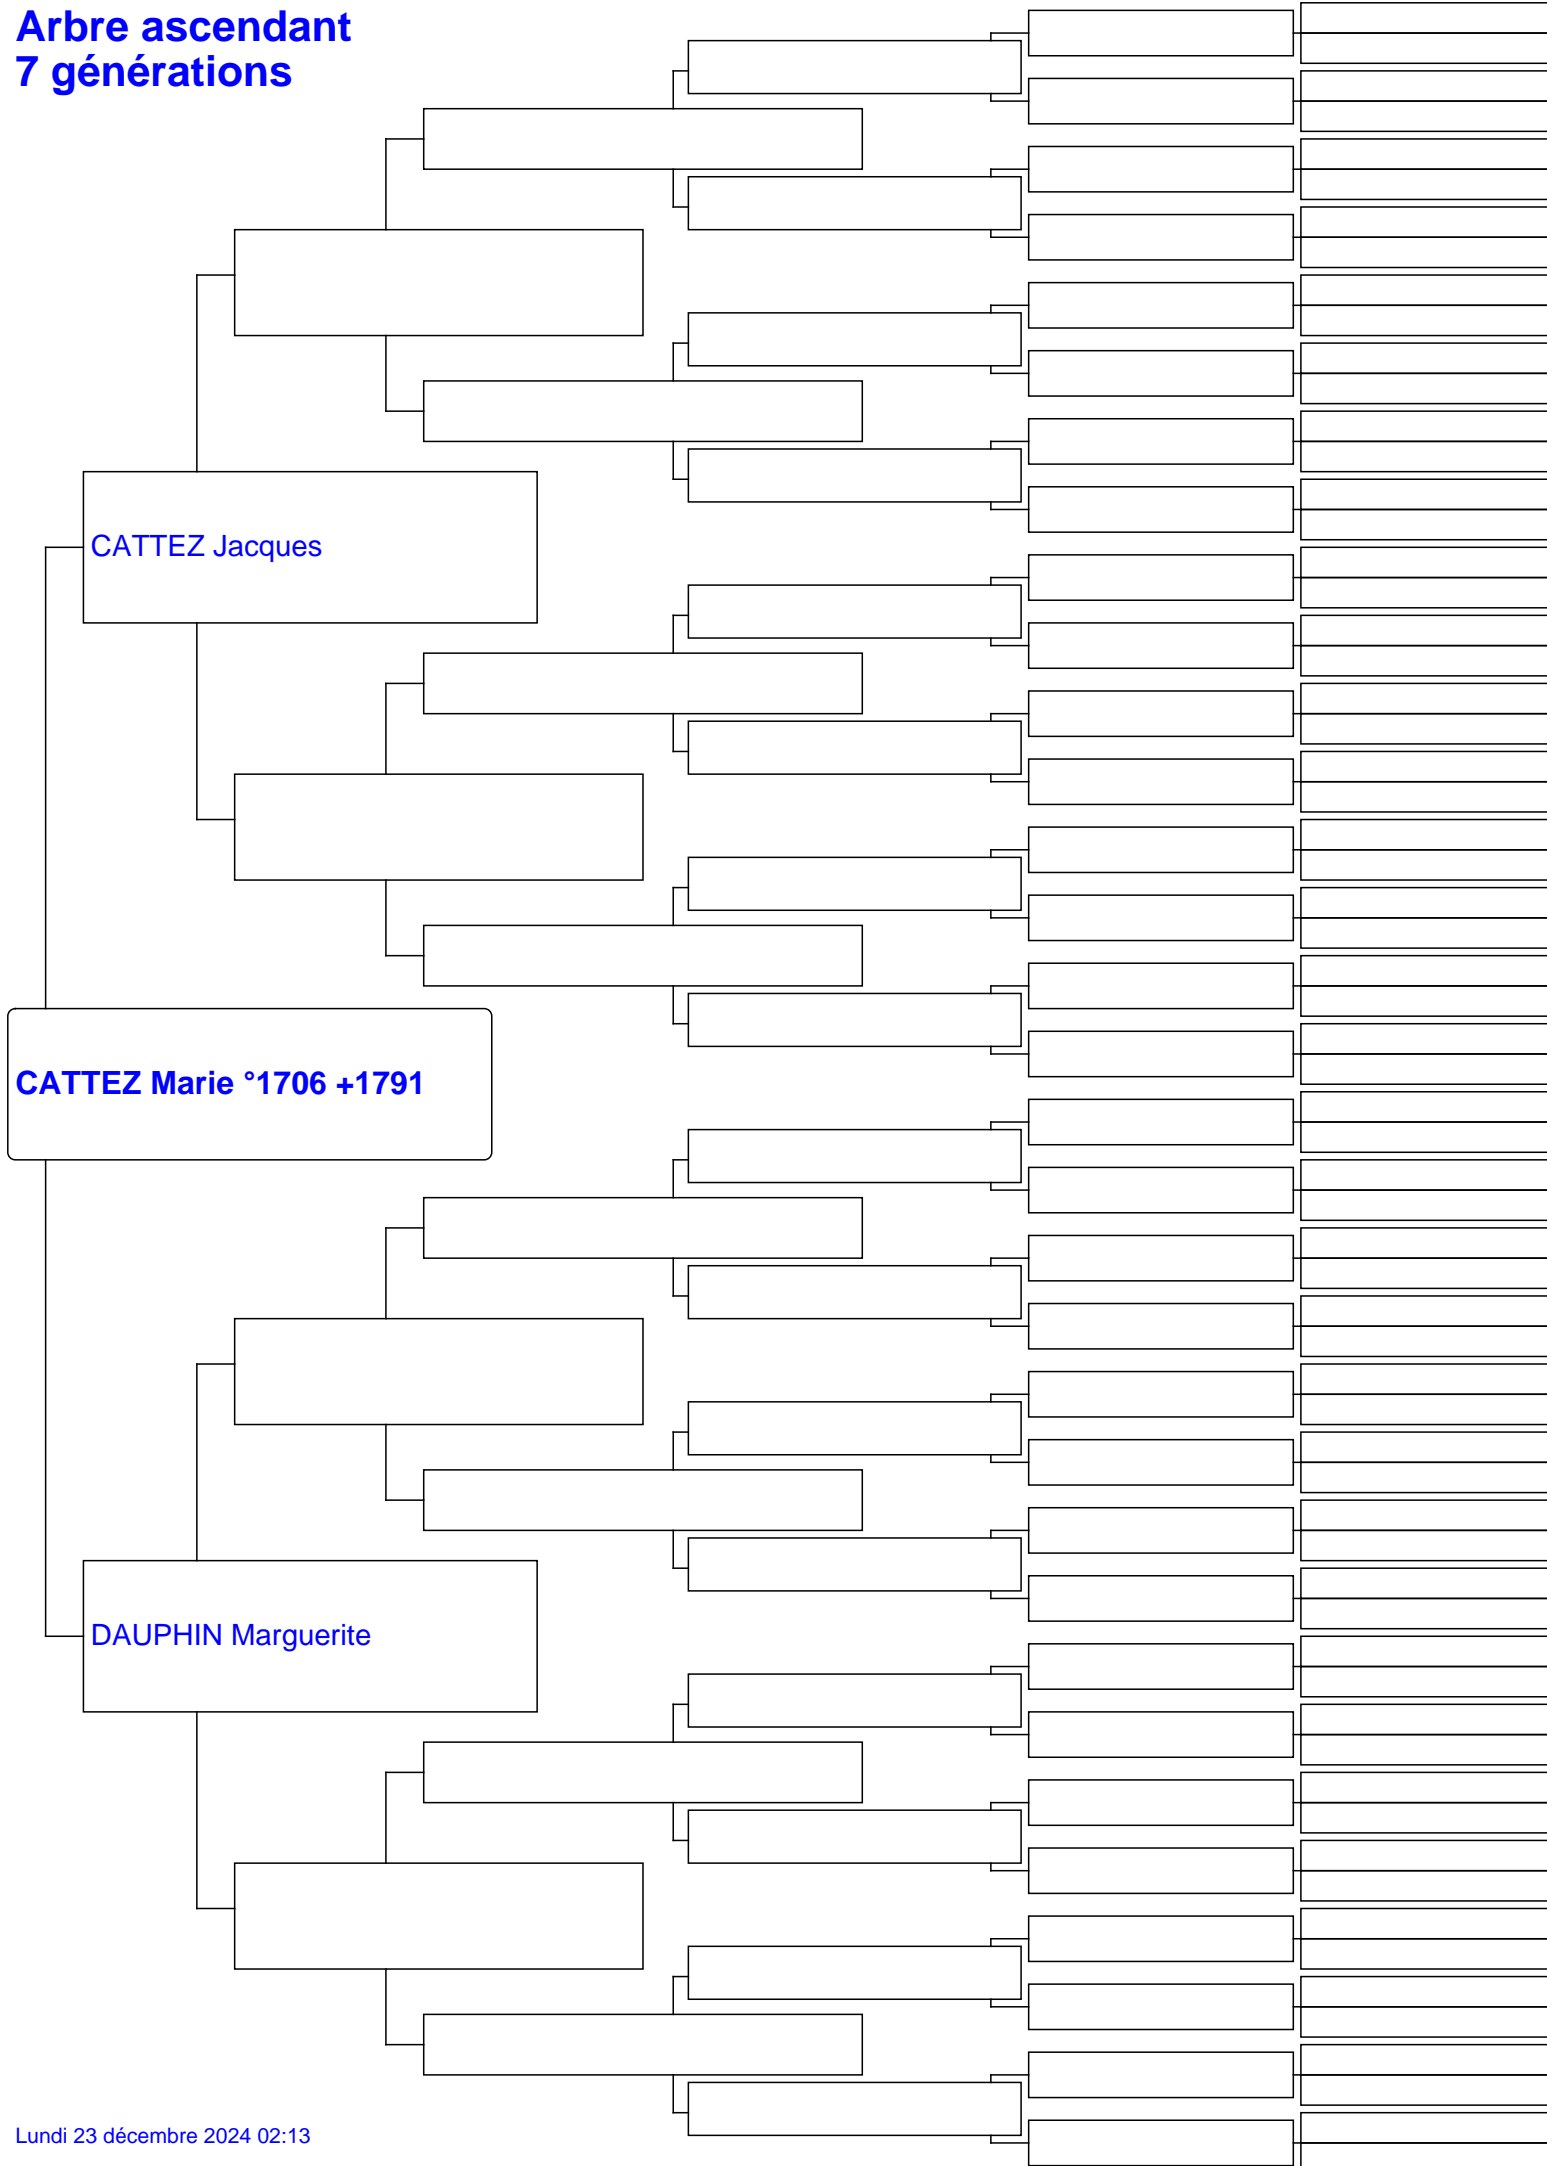 Arbre ascendant
7 générations
CATTEZ Jacques
CATTEZ Marie °1706 +1791
DAUPHIN Marguerite
Lundi 23 décembre 2024 02:13